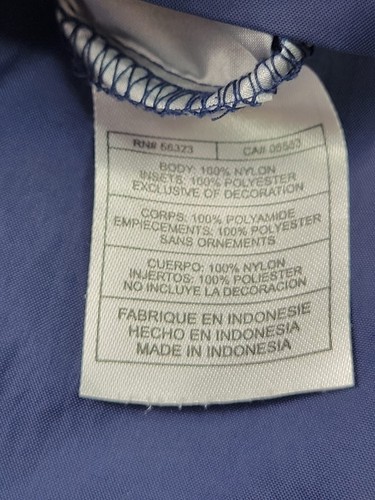 RN# 56323 CA# 05553
BODY: 100% NYLON
INSETS: 100% POLYESTER
EXCLUSIVE OF DECORATION
CORPS: 100% POLYAMIDE
EMPIECEMENTS: 100% POLYESTER
SANS ORNEMENTS
CUERPO: 100% NYLON
INJERTOS: 100% POLIESTER
NO INCLUYE LA DECORACION
FABRIQUE EN INDONESIE
HECHO EN INDONESIA
MADE IN INDONESIA